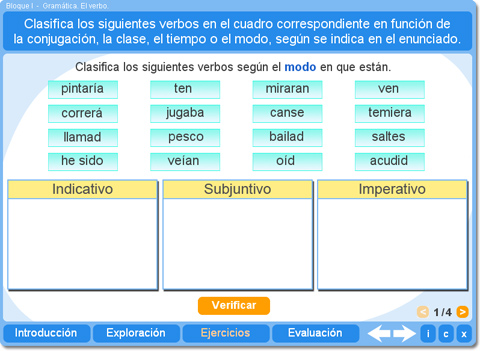 Bloque I - Gramática. El verbo.
Clasifica los siguientes verbos en el cuadro correspondiente en función de
la conjugación, la clase, el tiempo o el modo, según se indica en el enunciado.
Clasifica los siguientes verbos según el modo en que están.
pintaría ten miraran ven
correrá jugaba canse temiera
llamad pesco bailad saltes
he sido veían oíd acudid
Indicativo Subjuntivo Imperativo
Verificar
1/4
Introducción Exploración Ejercicios Evaluación i c x